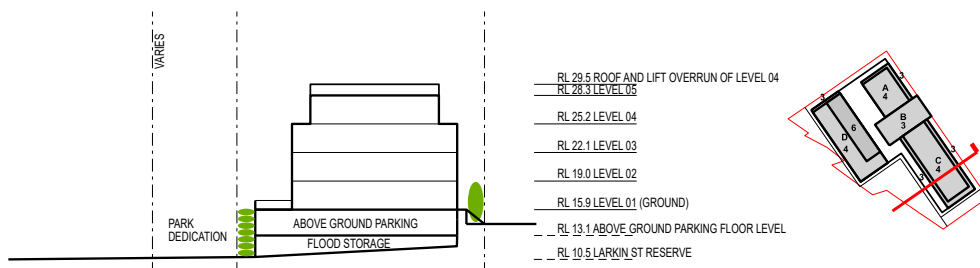 VARIES
PARK
DEDICATION
ABOVE GROUND PARKING
FLOOD STORAGE
RL 29.5 ROOF AND LIFT OVERRUN OF LEVEL 04
RL 28.3 LEVEL 05
RL 25.2 LEVEL 04
RL 22.1 LEVEL 03
RL 19.0 LEVEL 02
RL 15.9 LEVEL 01 (GROUND)
RL 13.1 ABOVE GROUND PARKING FLOOR LEVEL
RL 10.5 LARKIN ST RESERVE
3
3
A
4
B
3
6
D
4
3
3
C
4